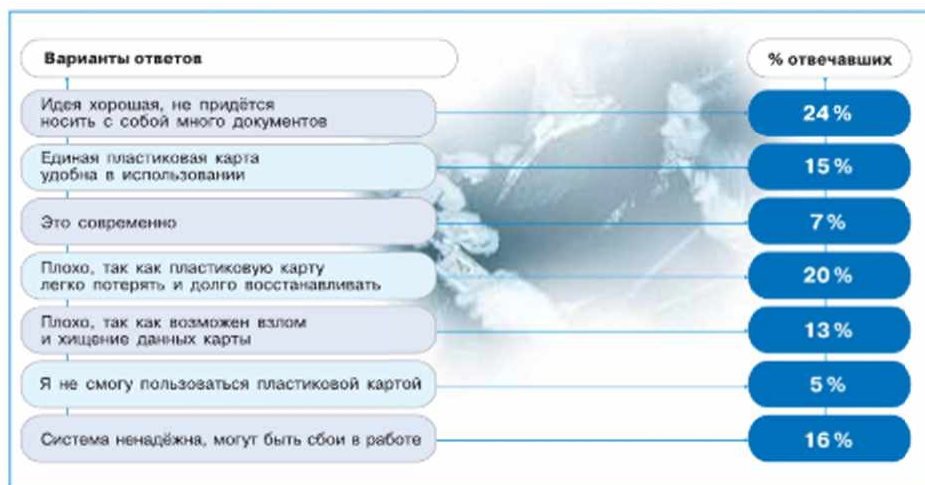 Варианты ответов
% отвечавших
Идея хорошая, не придётся
носить с собой много документов
24 %
Единая пластиковая карта
удобна в использовании
15 %
Это современно
7 %
Плохо, так как пластиковую карту
легко потерять и долго восстанавливать
20 %
Плохо, так как возможен взлом
и хищение данных карты
13 %
Я не смогу пользоваться пластиковой картой
5 %
Система ненадёжна, могут быть сбои в работе
16 %